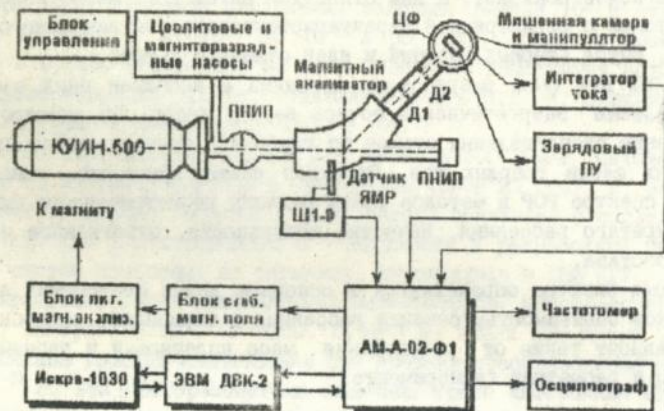 Блок
управления
Цеолитовые и
магниторазряд-
ные насосы
ЦФ
Мишенная камера
и манипулятор
Магнитный
анализатор
Интегратор
тока
ПНИП
Д2
Д1
КУИН-500
Зарядовый
ПУ
Датчик
ЯМР
ПНИП
Ш1-9
К магниту
Блок пит.
магн.анализ.
Блок стаб.
магн. поля
АМ-А-02-Ф1
Частотомер
Искра-1030
ЭВМ ДВК-2
Осциллограф